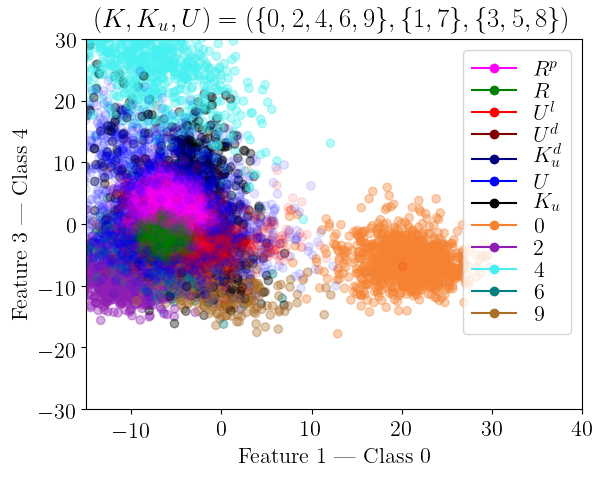 (K, K_u, U) = ({0, 2, 4, 6, 9}, {1, 7}, {3, 5, 8})
30
20
10
0
−10
−20
−30
Feature 3 — Class 4
R^p
R
U^l
U^d
K_u^d
U
K_u
0
2
4
6
9
−10 0 10 20 30 40
Feature 1 — Class 0